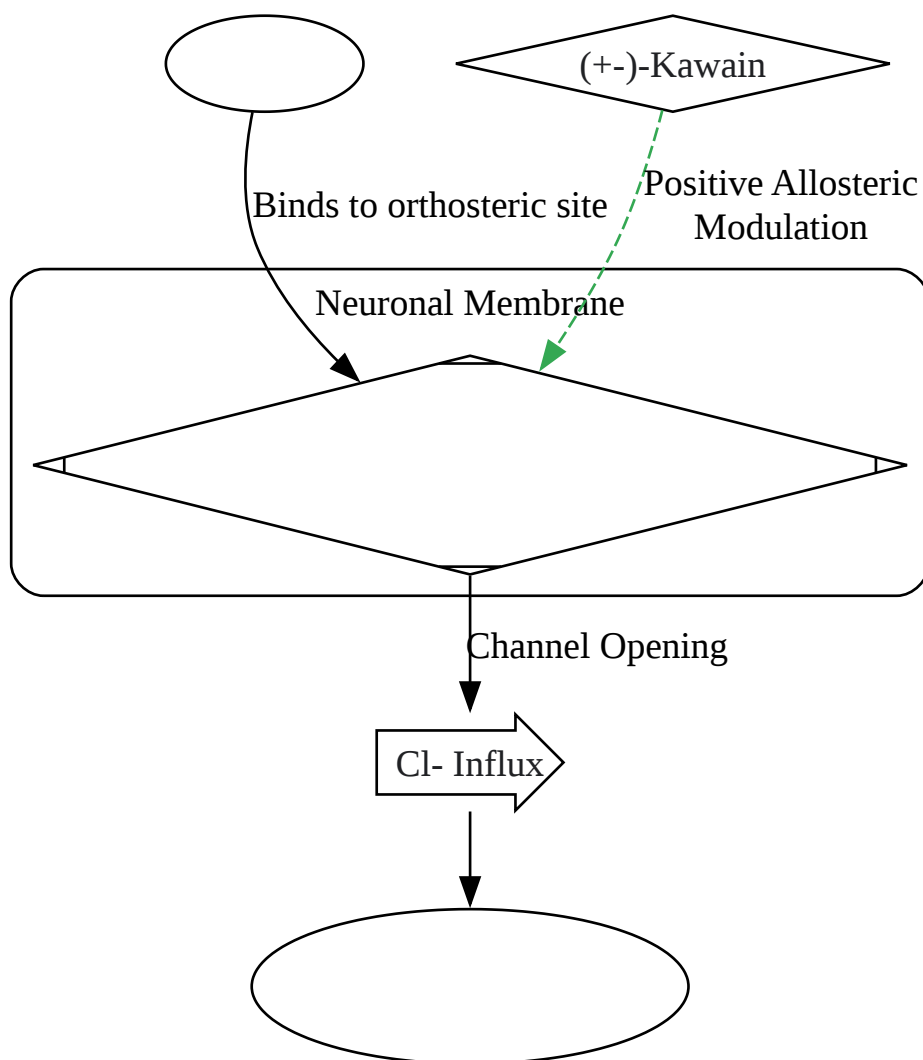 (+-)-Kawain
Positive Allosteric
Modulation
Binds to orthosteric site
Neuronal Membrane
Channel Opening
Cl- Influx